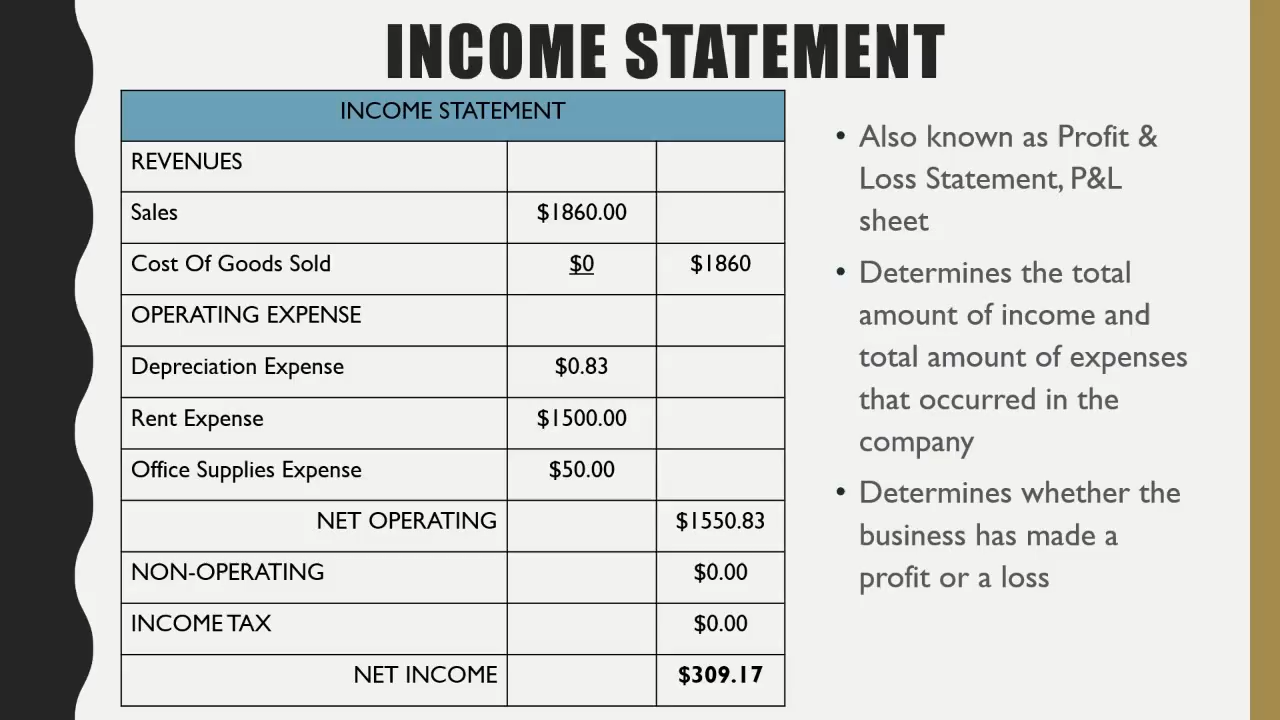 INCOME STATEMENT
INCOME STATEMENT
REVENUES
Sales $1860.00
Cost Of Goods Sold $0 $1860
OPERATING EXPENSE
Depreciation Expense $0.83
Rent Expense $1500.00
Office Supplies Expense $50.00
NET OPERATING $1550.83
NON-OPERATING $0.00
INCOME TAX $0.00
NET INCOME $309.17
• Also known as Profit &
Loss Statement, P&L
sheet
• Determines the total
amount of income and
total amount of expenses
that occurred in the
company
• Determines whether the
business has made a
profit or a loss